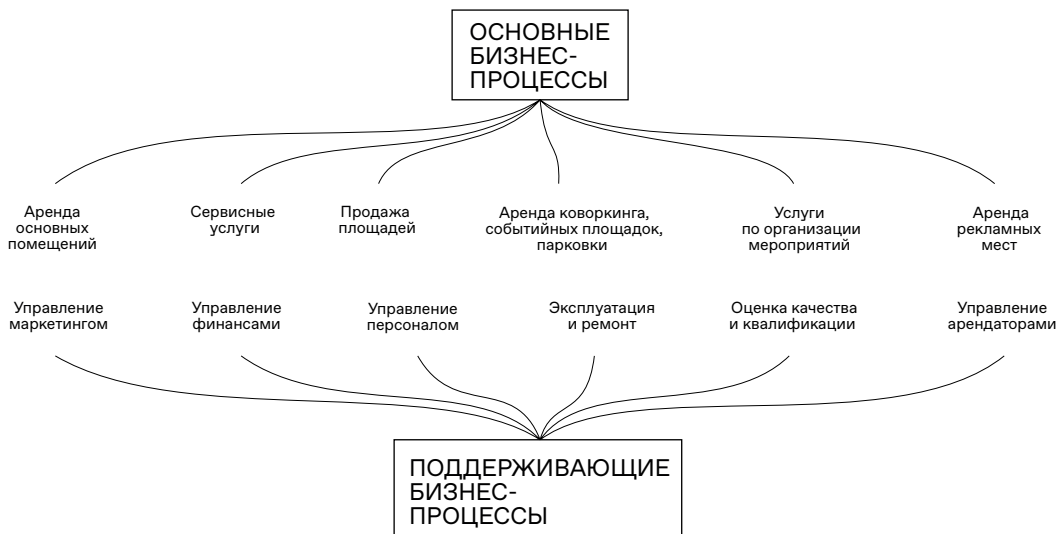 ОСНОВНЫЕ
БИЗНЕС-
ПРОЦЕССЫ
Аренда
основных
помещений
Сервисные
услуги
Продажа
площадей
Аренда коворкинга,
событийных площадок,
парковки
Услуги
по организации
мероприятий
Аренда
рекламных
мест
Управление
маркетингом
Управление
финансами
Управление
персоналом
Эксплуатация
и ремонт
Оценка качества
и квалификации
Управление
арендаторами
ПОДДЕРЖИВАЮЩИЕ
БИЗНЕС-
ПРОЦЕССЫ